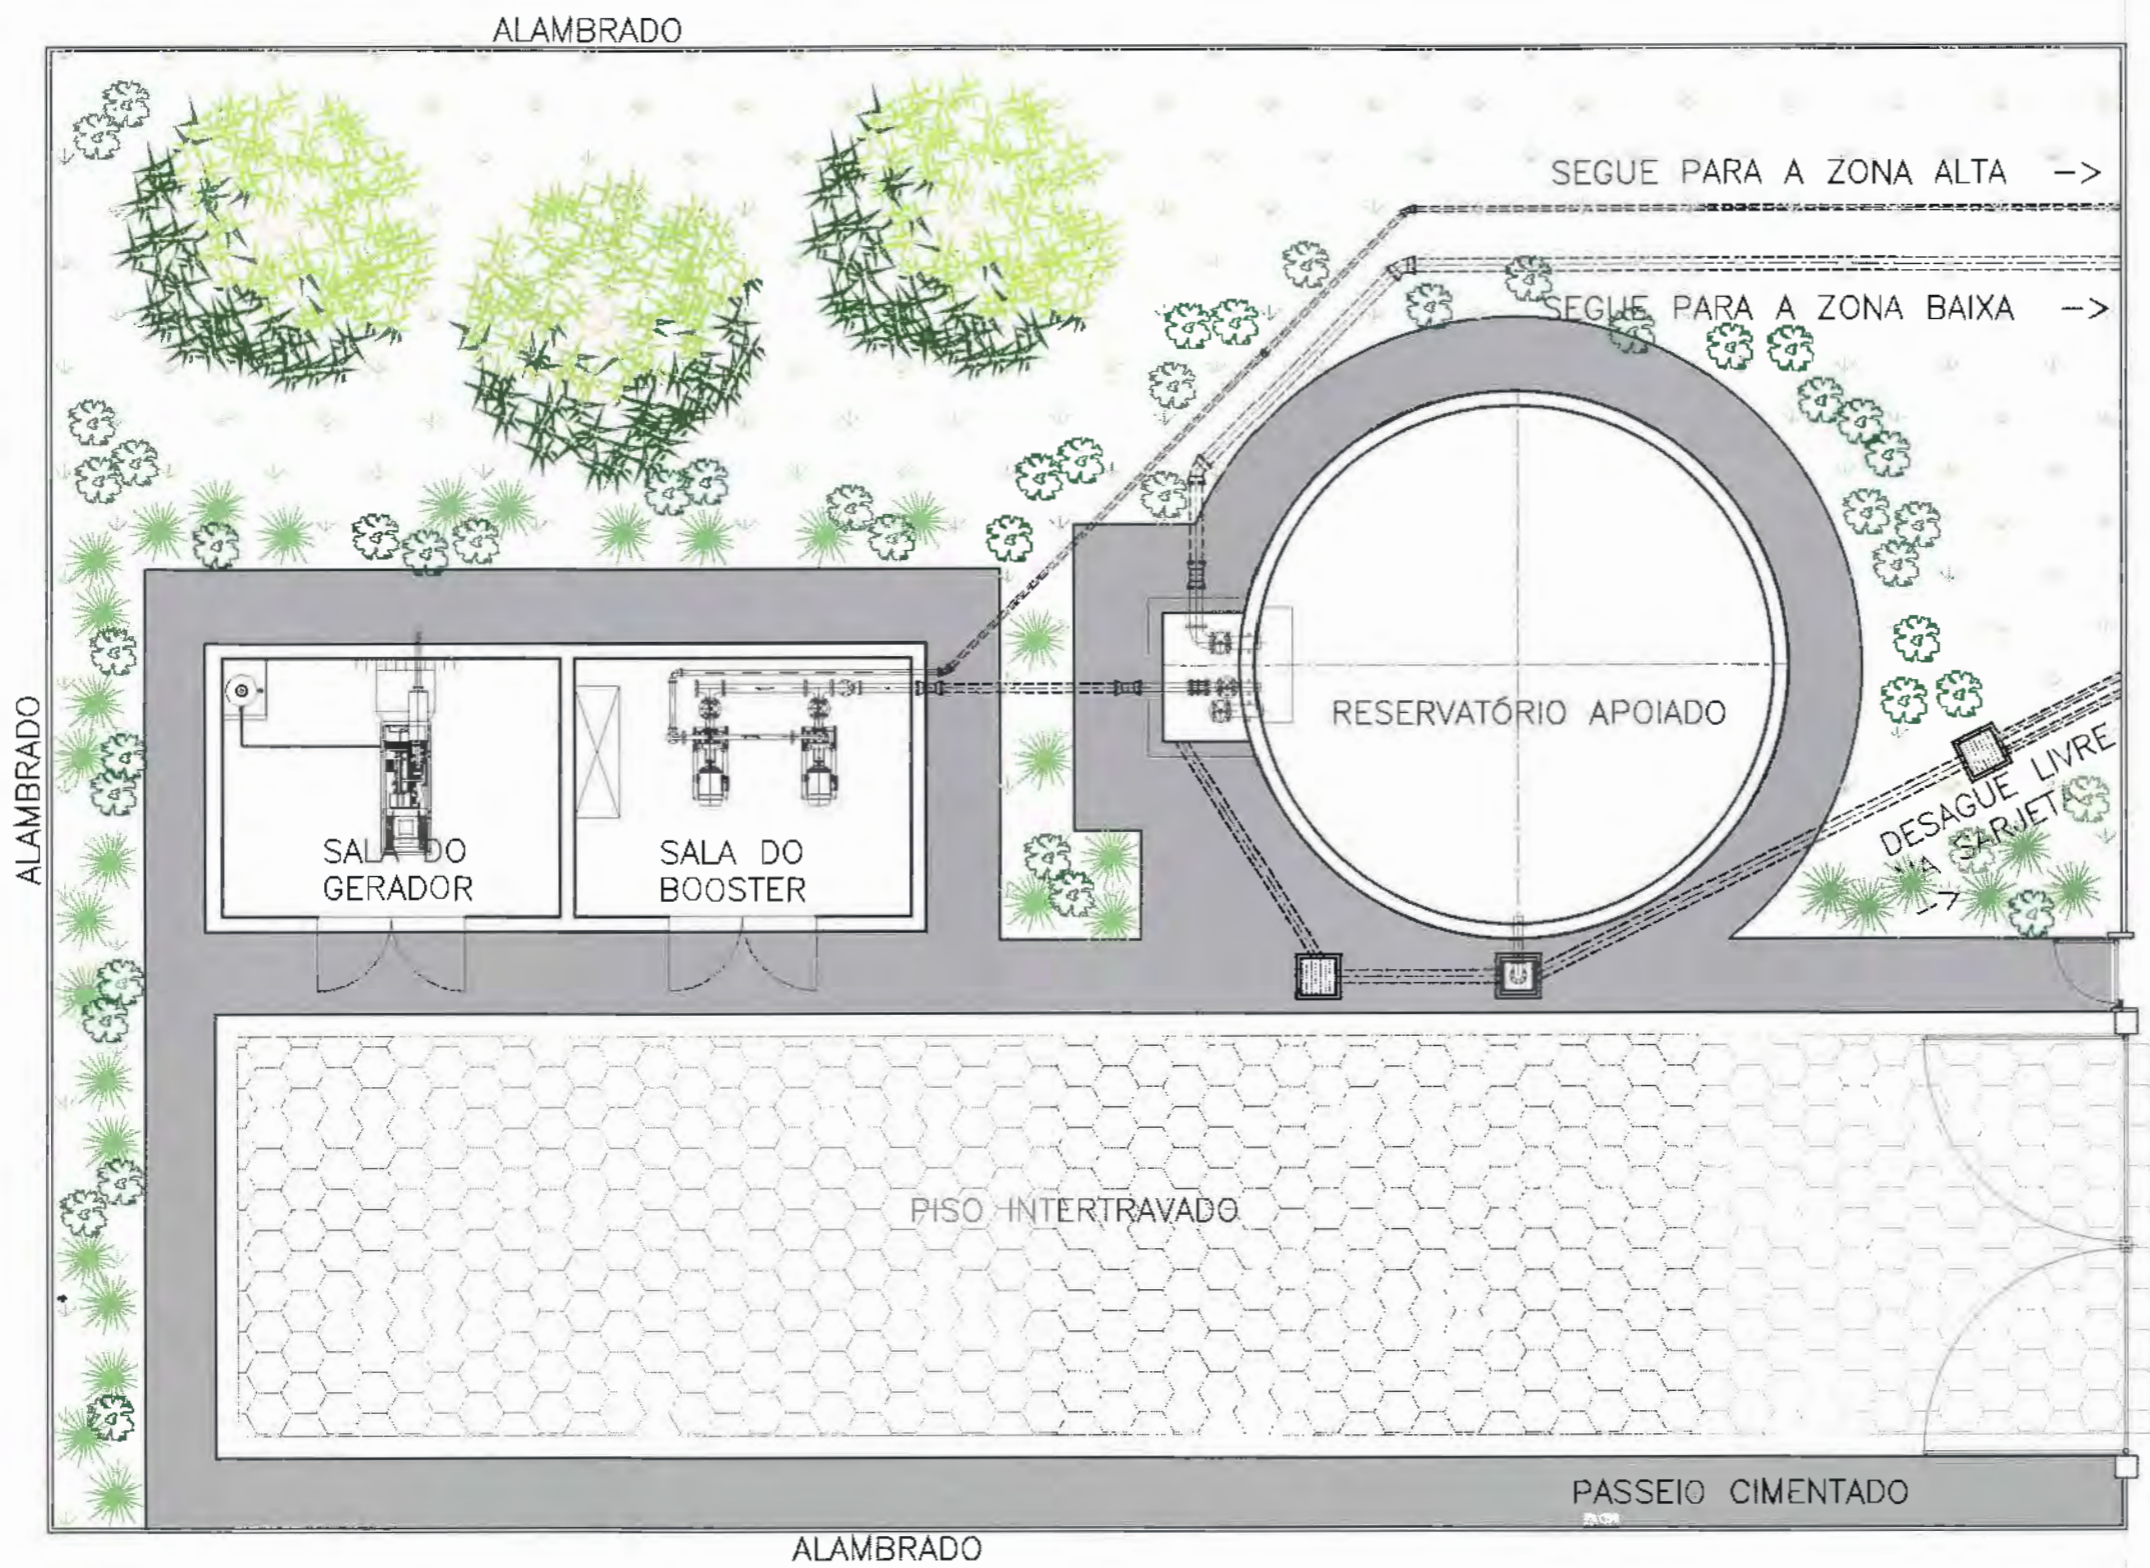 ALAMBRADO
SEGUE PARA A ZONA ALTA ->
SEGUE PARA A ZONA BAIXA ->
ALAMBRADO
RESERVATÓRIO APOIADO
DESAGUE LIVRE
VIA SARJETA
->
SALA DO
GERADOR
SALA DO
BOOSTER
PISO INTERTRAVADO
PASSEIO CIMENTADO
ALAMBRADO